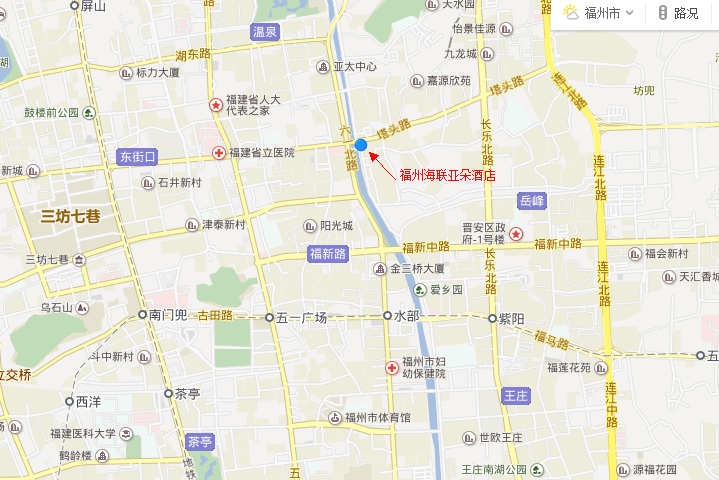 屏山
温泉
天水园
怡景佳源
福州市
路况
湖东路
标力大厦
亚太中心
九龙城
嘉源欣苑
塔头路
连江北路
坊兜
鼓楼前公园
福建省人大
代表之家
六一北路
塔头路
长乐北路
东街口
福建省立医院
连江北路
新城
石井新村
福州海联亚朵酒店
岳峰
三坊七巷
津泰新村
阳光城
晋安区政
府-1号楼
福新路
福新中路
福新中路
福会新村
三坊七巷
金三桥大厦
长乐北路
连江北路
天汇香城
乌石山
爱乡园
南门兜
古田路
五一广场
水部
紫阳
福马路
五
斗中新村
福州市妇
幼保健院
福莲花苑
立交桥
茶亭
西洋
王庄
连江中路
福州市体育馆
场
福建医科大学
茶亭
世欧王庄
鹤龄楼
地铁
五
王庄南湖公园
源福花园